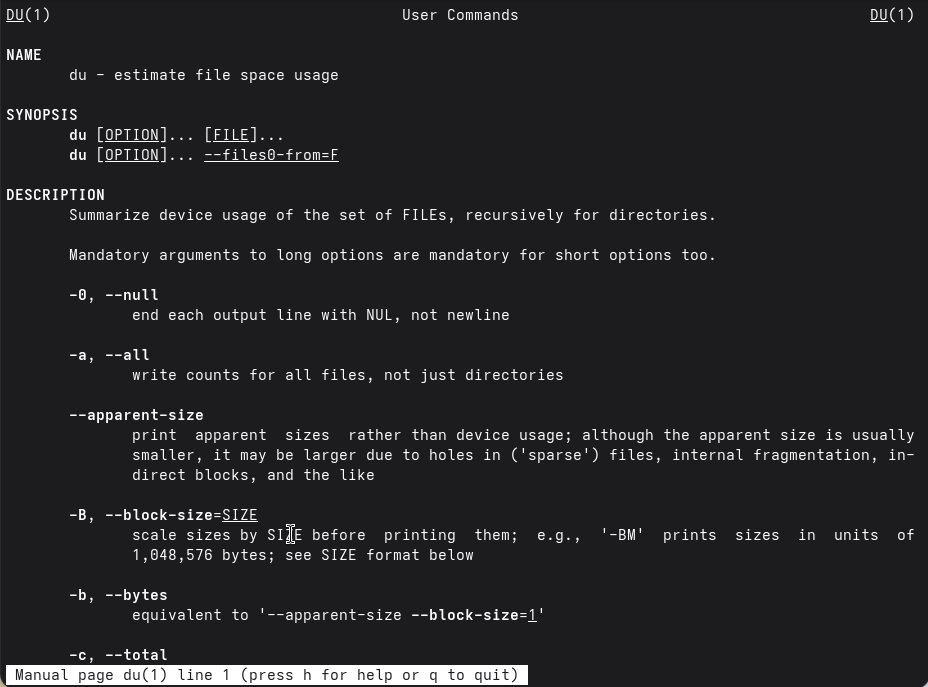 DU(1) User Commands DU(1)
NAME
du - estimate file space usage
SYNOPSIS
du [OPTION]... [FILE]...
du [OPTION]... --files0-from=F
DESCRIPTION
Summarize device usage of the set of FILEs, recursively for directories.
Mandatory arguments to long options are mandatory for short options too.
-0, --null
end each output line with NUL, not newline
-a, --all
write counts for all files, not just directories
--apparent-size
print apparent sizes rather than device usage; although the apparent size is usually
smaller, it may be larger due to holes in ('sparse') files, internal fragmentation, in-
direct blocks, and the like
-B, --block-size=SIZE
scale sizes by SIZE before printing them; e.g., '-BM' prints sizes in units of
1,048,576 bytes; see SIZE format below
-b, --bytes
equivalent to '--apparent-size --block-size=1'
-c, --total
Manual page du(1) line 1 (press h for help or q to quit)